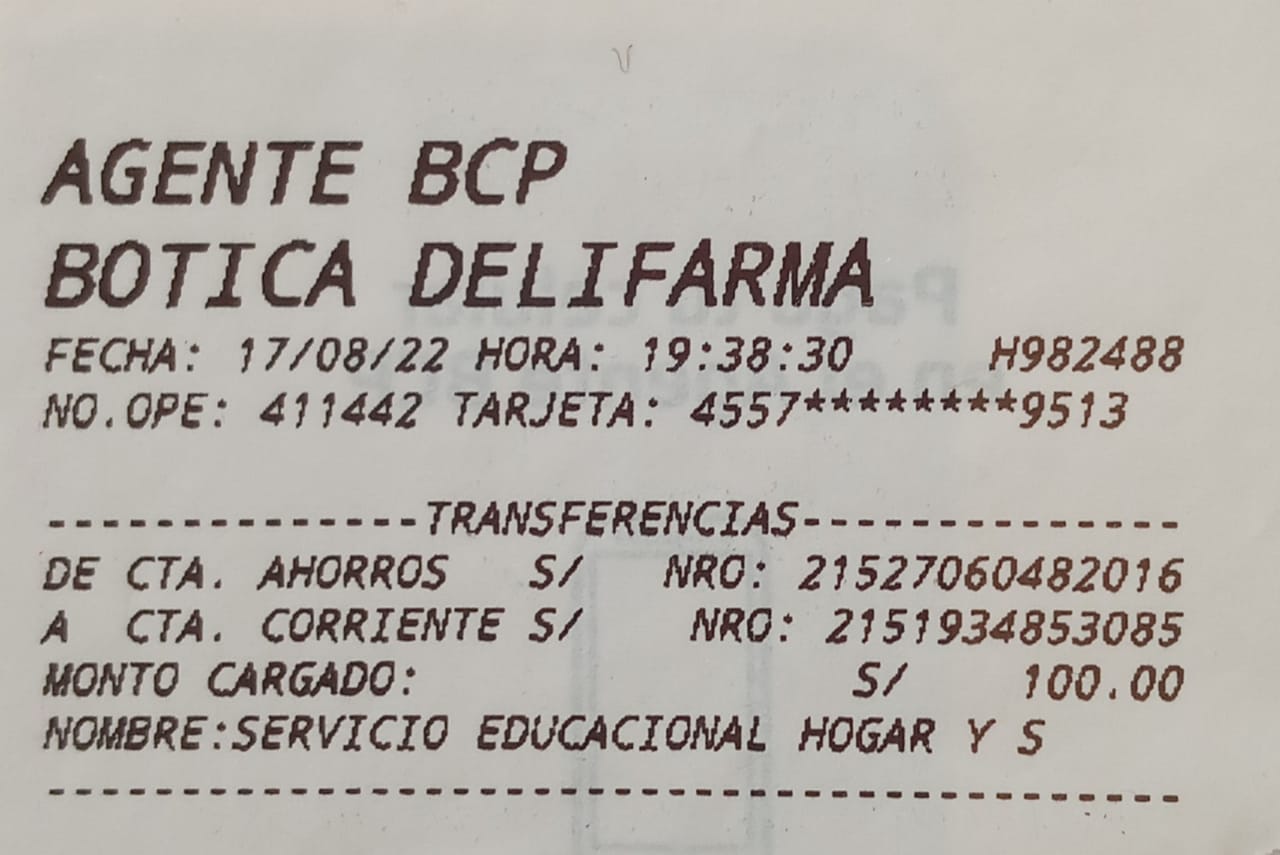 AGENTE BCP
BOTICA DELIFARMA
FECHA: 17/08/22 HORA: 19:38:30 H982488
NO.OPE: 411442 TARJETA: 4557********9513
--------------TRANSFERENCIAS--------------
DE CTA. AHORROS S/ NRO: 21527060482016
A CTA. CORRIENTE S/ NRO: 2151934853085
MONTO CARGADO: S/ 100.00
NOMBRE:SERVICIO EDUCACIONAL HOGAR Y S
------------------------------------------